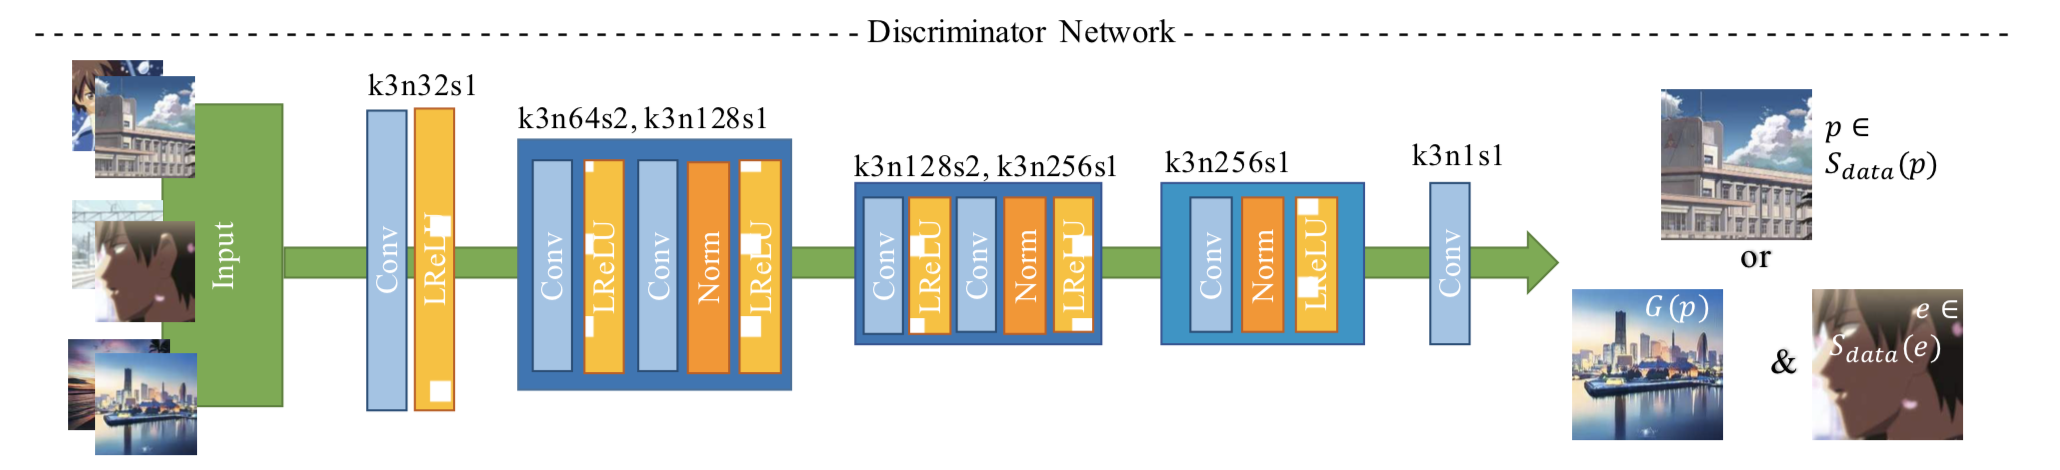 Discriminator Network
Input
k3n32s1
Conv
LReLU
k3n64s2, k3n128s1
Conv
LReLU
Conv
Norm
LReLU
k3n128s2, k3n256s1
Conv
LReLU
Conv
Norm
LReLU
k3n256s1
Conv
Norm
LReLU
k3n1s1
Conv
p ∈
S_data(p)
or
G(p)
&
e ∈
S_data(e)